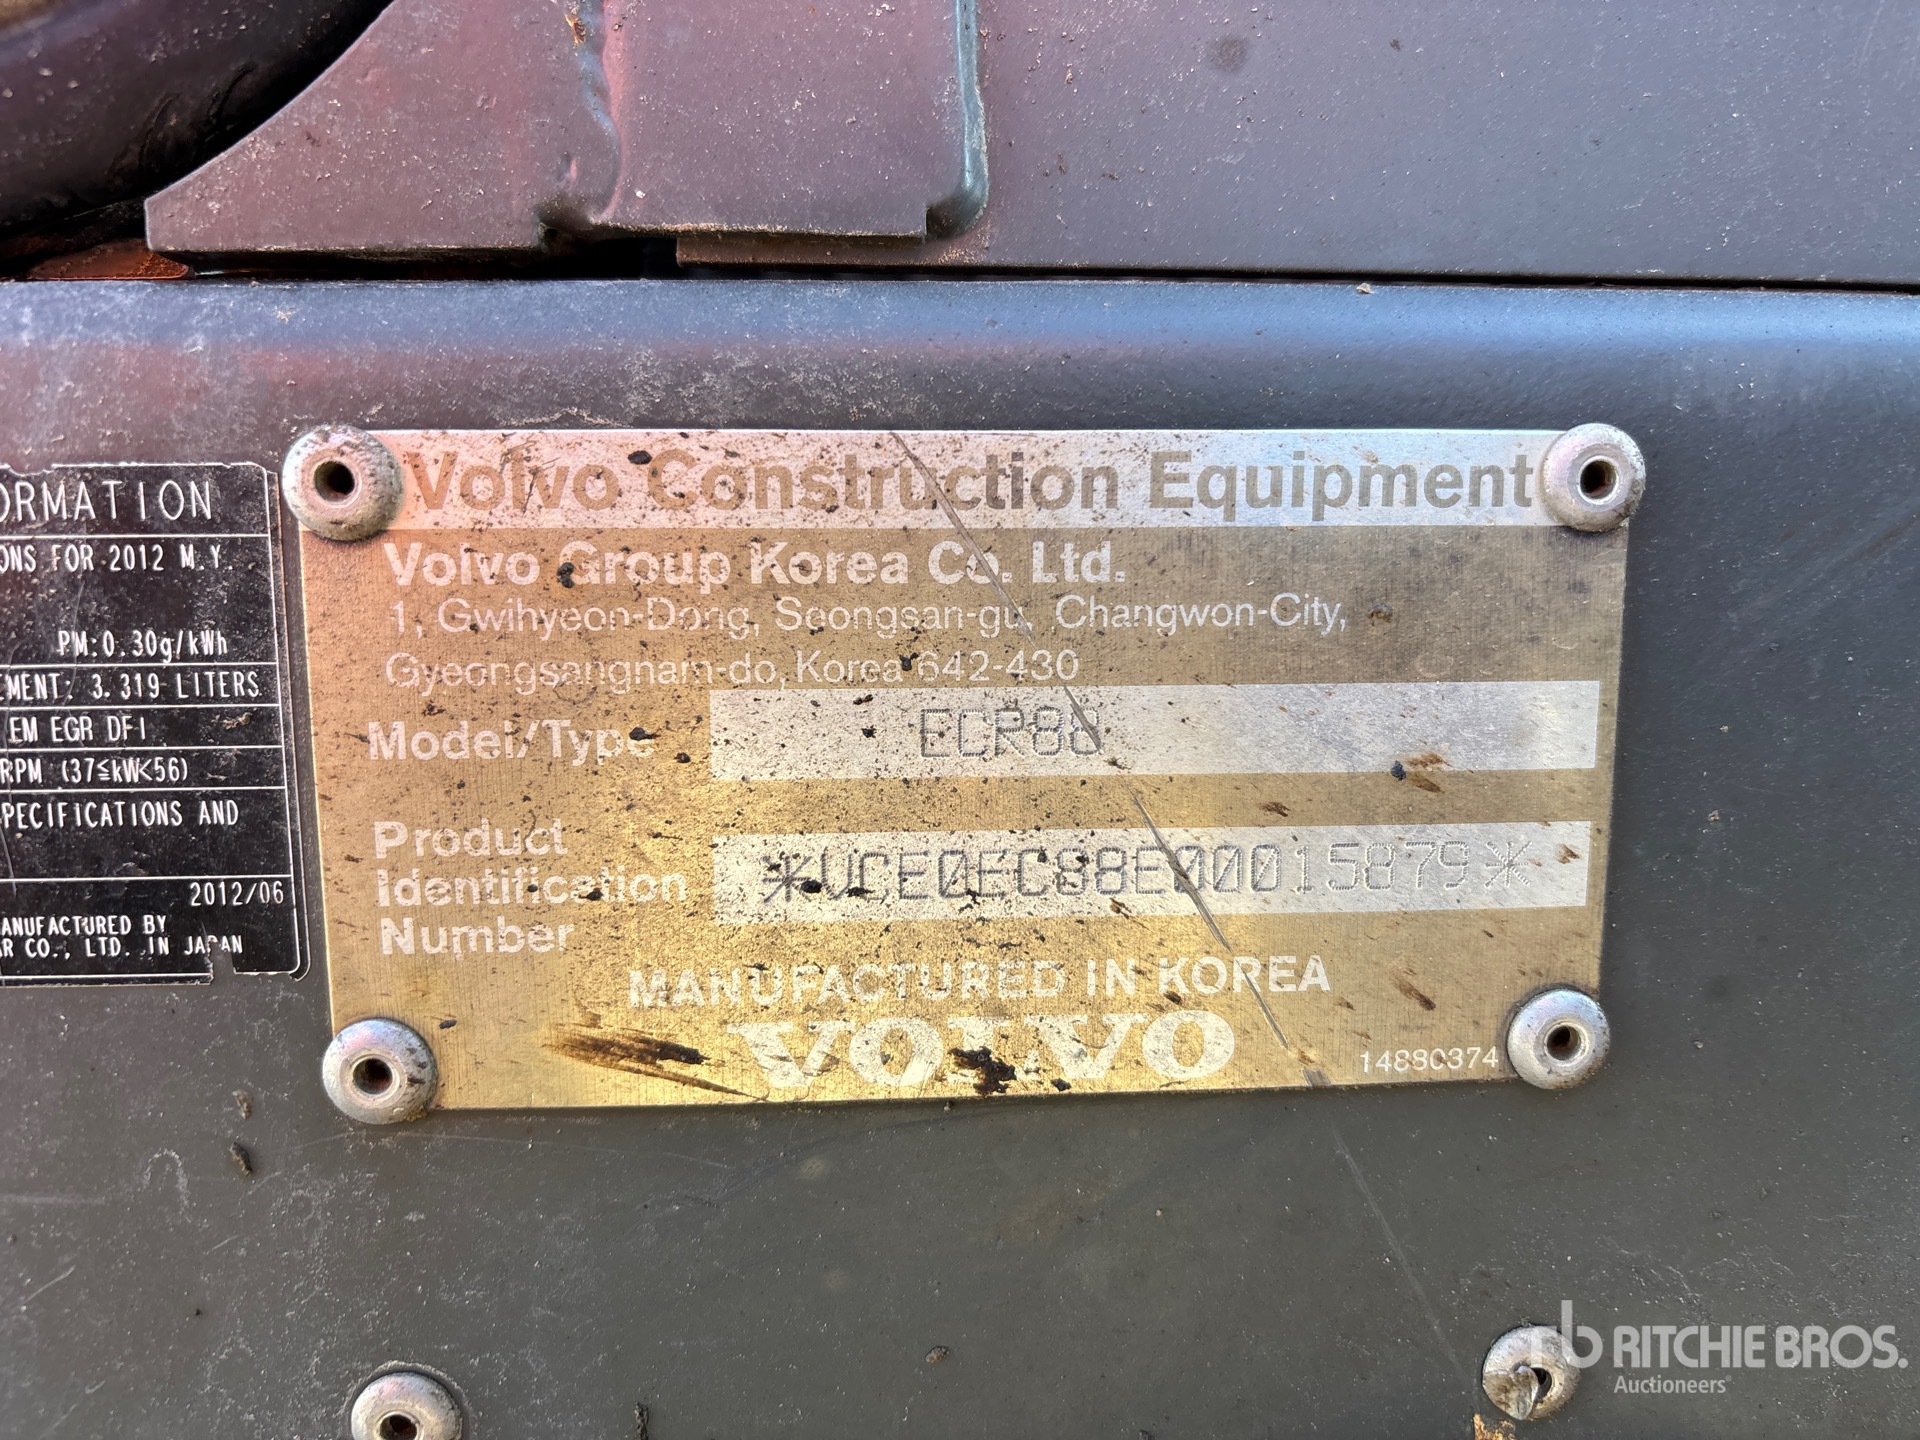 ORMATION
ONS FOR 2012 M.Y.
PM:0.30g/kWh
EMENT: 3.319 LITERS
EM EGR DFI
RPM (37≦kW<56)
PECIFICATIONS AND
2012/06
ANUFACTURED BY
AR CO., LTD. IN JAPAN
Volvo Construction Equipment
Volvo Group Korea Co. Ltd.
1, Gwihyeon-Dong, Seongsan-gu, Changwon-City,
Gyeongsangnam-do, Korea 642-430
Model/Type ECR88
Product
Identification
Number
*VCE0EC88E00015879*
MANUFACTURED IN KOREA
VOLVO
14880374
rb RITCHIE BROS.
Auctioneers